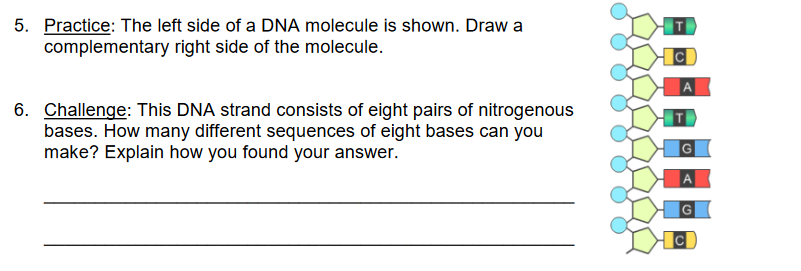 5. Practice: The left side of a DNA molecule is shown. Draw a
complementary right side of the molecule.
6. Challenge: This DNA strand consists of eight pairs of nitrogenous
bases. How many different sequences of eight bases can you
make? Explain how you found your answer.
T
C
A
T
G
A
G
C